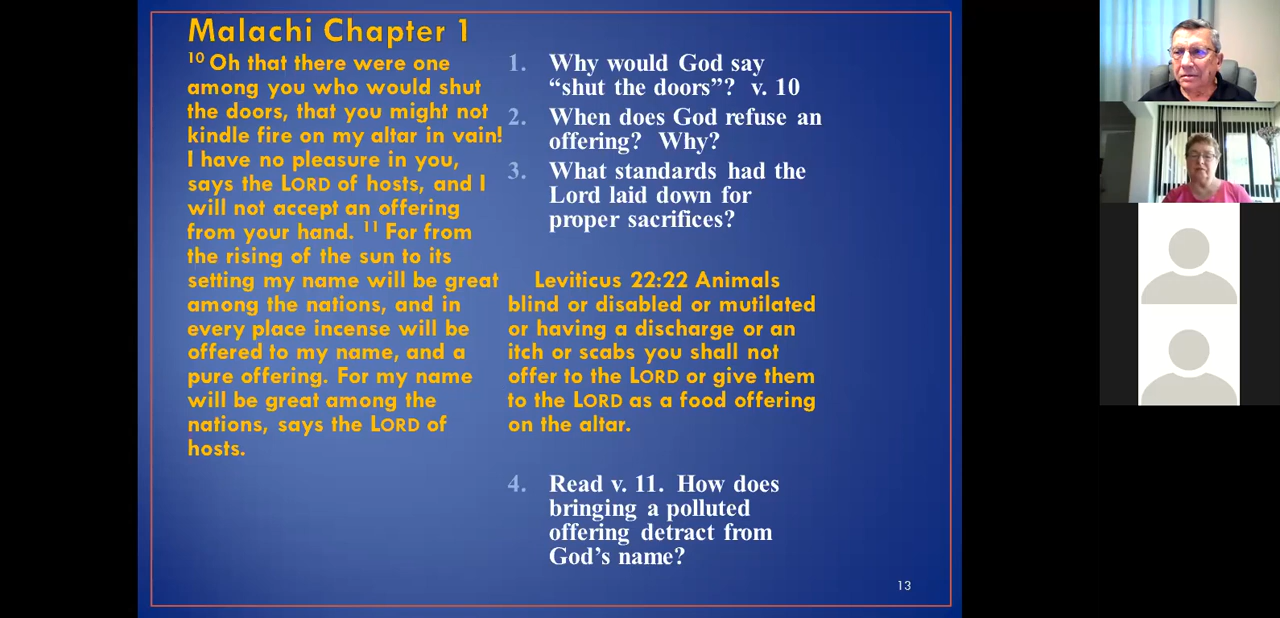 Malachi Chapter 1
10 Oh that there were one
among you who would shut
the doors, that you might not
kindle fire on my altar in vain!
I have no pleasure in you,
says the LORD of hosts, and I
will not accept an offering
from your hand. 11 For from
the rising of the sun to its
setting my name will be great
among the nations, and in
every place incense will be
offered to my name, and a
pure offering. For my name
will be great among the
nations, says the LORD of
hosts.
1. Why would God say
“shut the doors”? v. 10
2. When does God refuse an
offering? Why?
3. What standards had the
Lord laid down for
proper sacrifices?
Leviticus 22:22 Animals
blind or disabled or mutilated
or having a discharge or an
itch or scabs you shall not
offer to the LORD or give them
to the LORD as a food offering
on the altar.
4. Read v. 11. How does
bringing a polluted
offering detract from
God’s name?
13